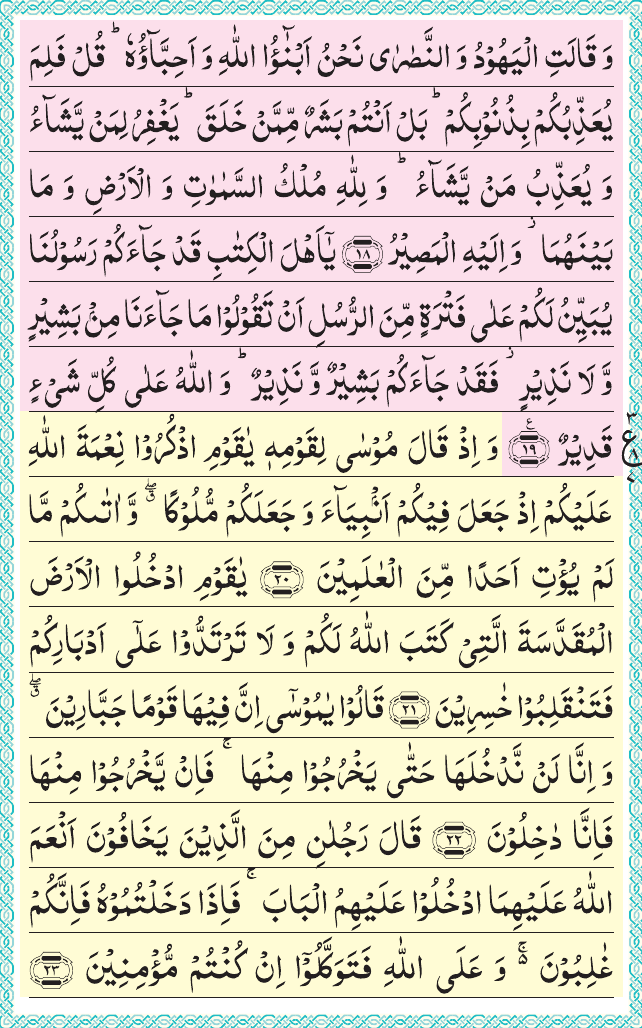 وَ قَالَتِ الْيَهُوْدُ وَ النَّصٰرٰى نَحْنُ اَبْنٰٓؤُا اللّٰهِ وَ اَحِبَّآؤُهٗ ؕ قُلْ فَلِمَ
يُعَذِّبُكُمْ بِذُنُوْبِكُمْ ؕ بَلْ اَنْتُمْ بَشَرٌ مِّمَّنْ خَلَقَ ؕ يَغْفِرُ لِمَنْ يَّشَآءُ
وَ يُعَذِّبُ مَنْ يَّشَآءُ ؕ وَ لِلّٰهِ مُلْكُ السَّمٰوٰتِ وَ الْاَرْضِ وَ مَا
بَيْنَهُمَا ؗ وَ اِلَيْهِ الْمَصِيْرُ ۝۱۸ يٰۤاَهْلَ الْكِتٰبِ قَدْ جَآءَكُمْ رَسُوْلُنَا
يُبَيِّنُ لَكُمْ عَلٰى فَتْرَةٍ مِّنَ الرُّسُلِ اَنْ تَقُوْلُوْا مَا جَآءَنَا مِنْۢ بَشِيْرٍ
وَّ لَا نَذِيْرٍ ؗ فَقَدْ جَآءَكُمْ بَشِيْرٌ وَّ نَذِيْرٌ ؕ وَ اللّٰهُ عَلٰى كُلِّ شَیْءٍ
قَدِيْرٌ ۝۱۹ ع وَ اِذْ قَالَ مُوْسٰى لِقَوْمِهٖ يٰقَوْمِ اذْكُرُوْا نِعْمَةَ اللّٰهِ
عَلَيْكُمْ اِذْ جَعَلَ فِيْكُمْ اَنْۢبِيَآءَ وَ جَعَلَكُمْ مُّلُوْكًا ۖۗ وَّ اٰتٰىكُمْ مَّا
لَمْ يُؤْتِ اَحَدًا مِّنَ الْعٰلَمِيْنَ ۝۲۰ يٰقَوْمِ ادْخُلُوا الْاَرْضَ
الْمُقَدَّسَةَ الَّتِيْ كَتَبَ اللّٰهُ لَكُمْ وَ لَا تَرْتَدُّوْا عَلٰۤى اَدْبَارِكُمْ
فَتَنْقَلِبُوْا خٰسِرِيْنَ ۝۲۱ قَالُوْا يٰمُوْسٰۤى اِنَّ فِيْهَا قَوْمًا جَبَّارِيْنَ ۖۗ
وَ اِنَّا لَنْ نَّدْخُلَهَا حَتّٰى يَخْرُجُوْا مِنْهَا ۚ فَاِنْ يَّخْرُجُوْا مِنْهَا
فَاِنَّا دٰخِلُوْنَ ۝۲۲ قَالَ رَجُلٰنِ مِنَ الَّذِيْنَ يَخَافُوْنَ اَنْعَمَ
اللّٰهُ عَلَيْهِمَا ادْخُلُوْا عَلَيْهِمُ الْبَابَ ۚ فَاِذَا دَخَلْتُمُوْهُ فَاِنَّكُمْ
غٰلِبُوْنَ ۚ۬ وَ عَلَى اللّٰهِ فَتَوَكَّلُوْۤا اِنْ كُنْتُمْ مُّؤْمِنِيْنَ ۝۲۳